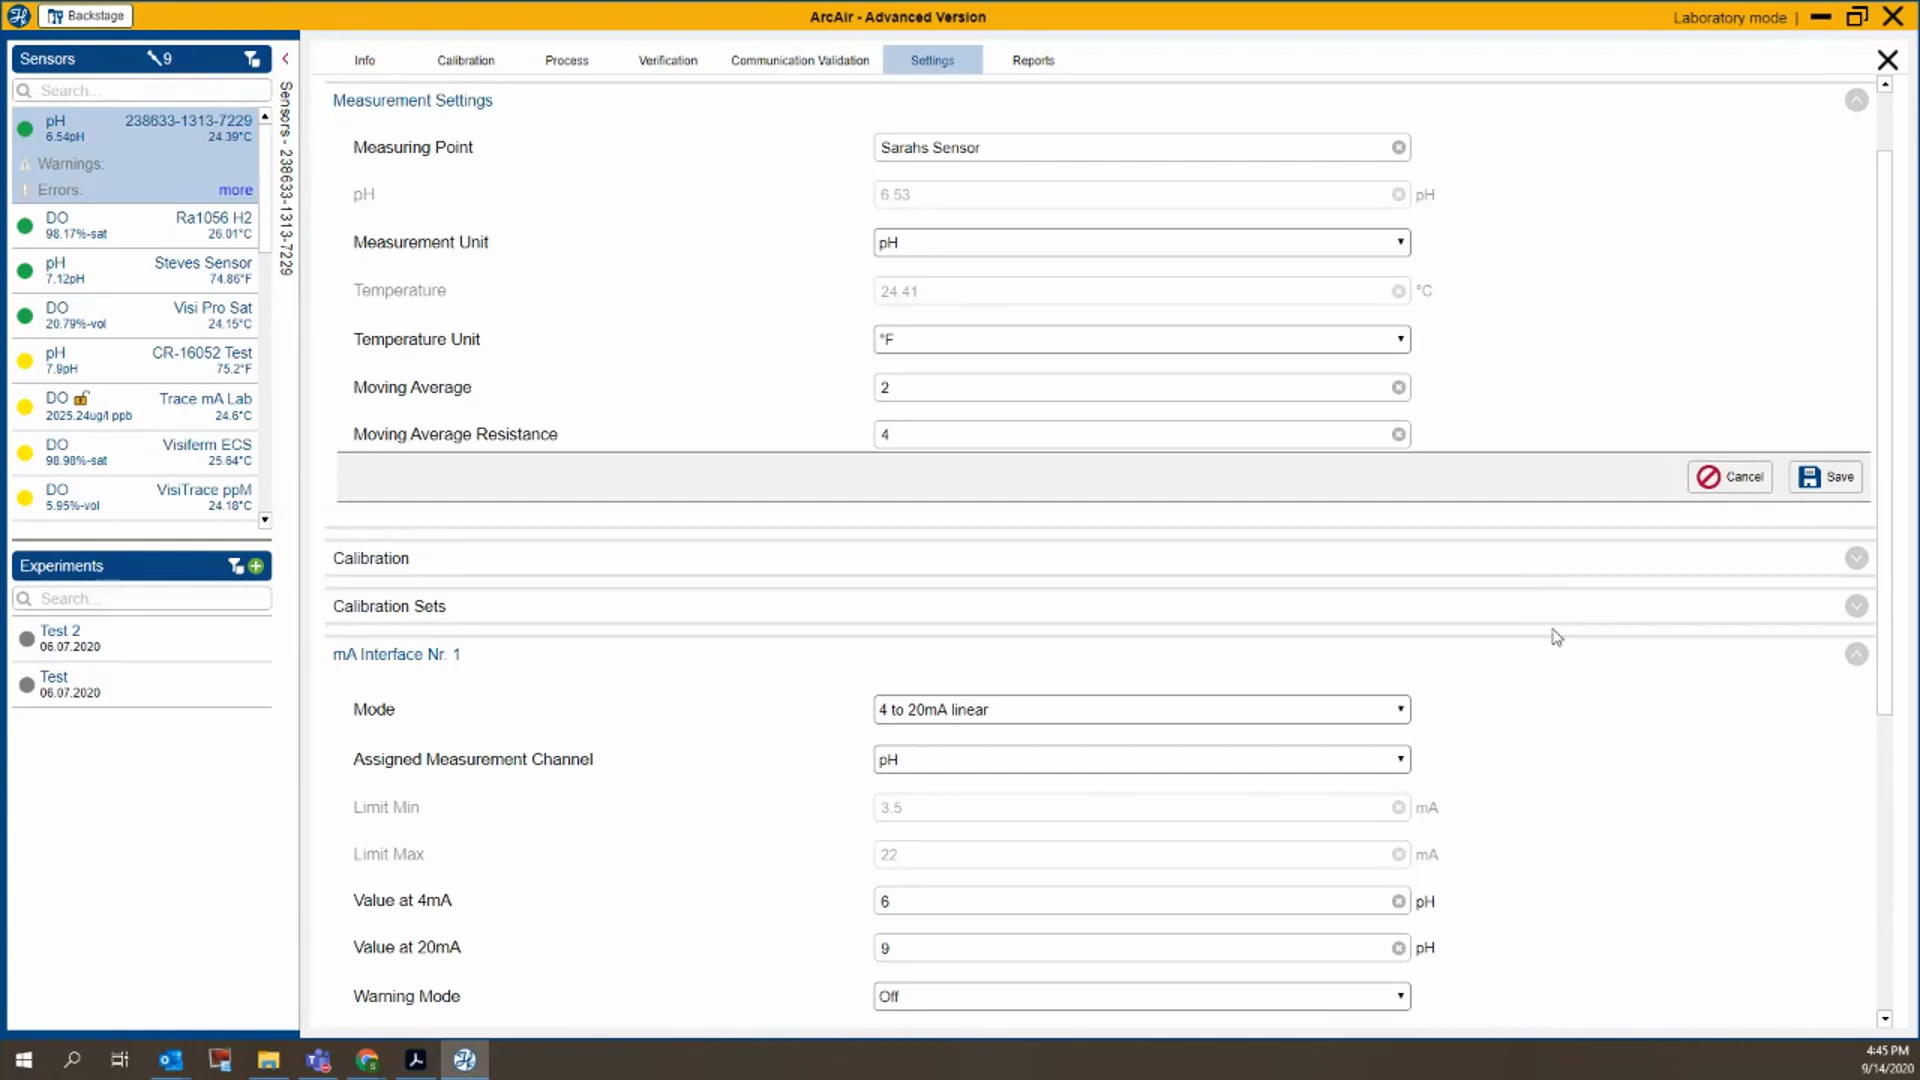 Backstage
ArcAir - Advanced Version
Laboratory mode |
Sensors 9
Search...
pH 238633-1313-7229
6.54pH 24.39°C
Warnings:
Errors: more
DO Ra1056 H2
98.17%-sat 26.01°C
pH Steves Sensor
7.12pH 74.86°F
DO Visi Pro Sat
20.79%-vol 24.15°C
pH CR-16052 Test
7.9pH 75.2°F
DO Trace mA Lab
2025.24ug/l ppb 24.6°C
DO Visiferm ECS
98.98%-sat 25.64°C
DO VisiTrace ppM
5.95%-vol 24.18°C
Experiments
Search...
Test 2
06.07.2020
Test
06.07.2020
Sensors - 238633-1313-7229
Info Calibration Process Verification Communication Validation Settings Reports
Measurement Settings
Measuring Point Sarahs Sensor
pH 6.53 pH
Measurement Unit pH
Temperature 24.41 °C
Temperature Unit °F
Moving Average 2
Moving Average Resistance 4
Cancel Save
Calibration
Calibration Sets
mA Interface Nr. 1
Mode 4 to 20mA linear
Assigned Measurement Channel pH
Limit Min 3.5 mA
Limit Max 22 mA
Value at 4mA 6 pH
Value at 20mA 9 pH
Warning Mode Off
4:45 PM
9/14/2020